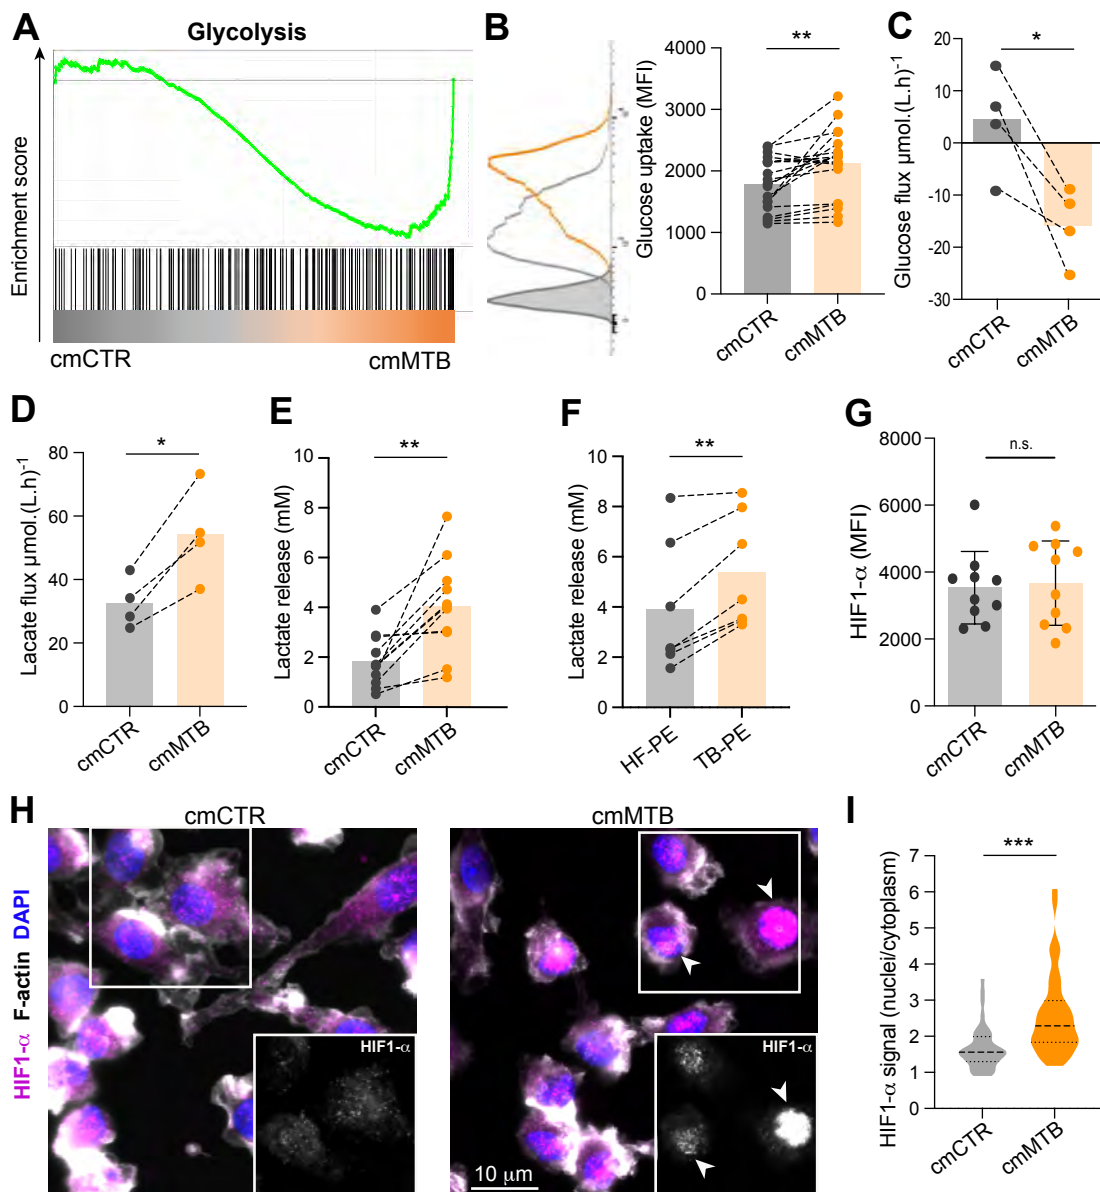 A
Glycolysis
Enrichment score
cmCTR
cmMTB
B
**
Glucose uptake (MFI)
4000
3000
2000
1000
0
cmCTR
cmMTB
C
*
Glucose flux µmol.(L.h)⁻¹
20
10
0
-10
-20
-30
cmCTR
cmMTB
D
*
Lacate flux µmol.(L.h)⁻¹
80
60
40
20
0
cmCTR
cmMTB
E
**
Lactate release (mM)
10
8
6
4
2
0
cmCTR
cmMTB
F
**
Lactate release (mM)
10
8
6
4
2
0
HF-PE
TB-PE
G
n.s.
HIF1-α (MFI)
8000
6000
4000
2000
0
cmCTR
cmMTB
H
cmCTR
cmMTB
HIF1-α F-actin DAPI
HIF1-α
HIF1-α
10 µm
I
***
HIF1-α signal (nuclei/cytoplasm)
7
6
5
4
3
2
1
0
cmCTR
cmMTB